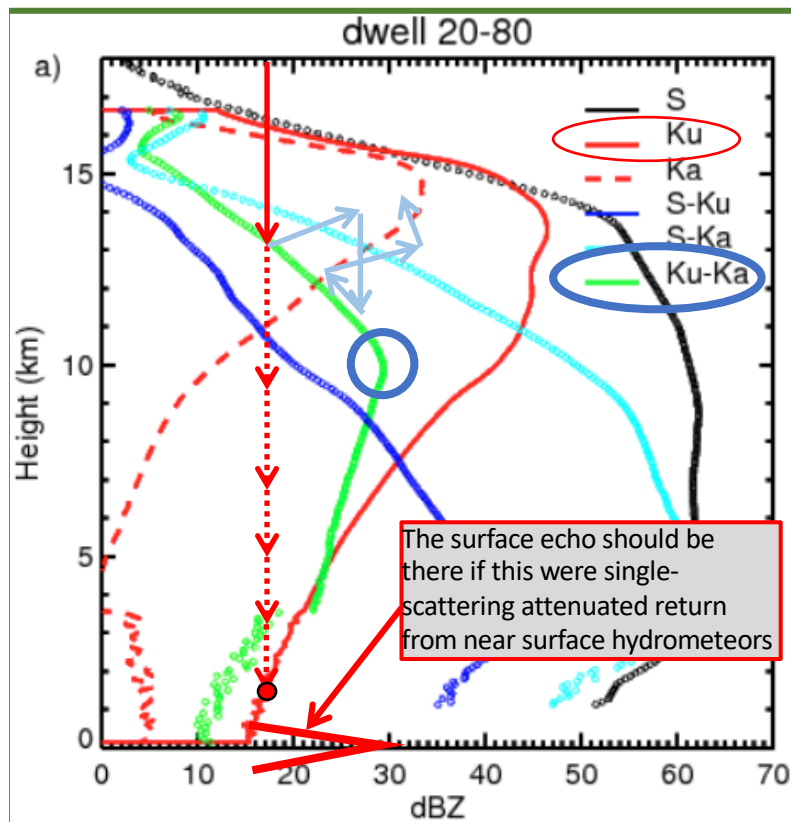 dwell 20-80
a)
S
Ku
Ka
S-Ku
S-Ka
Ku-Ka
15
10
5
0
Height (km)
The surface echo should be
there if this were single-
scattering attenuated return
from near surface hydrometeors
0 10 20 30 40 50 60 70
dBZ